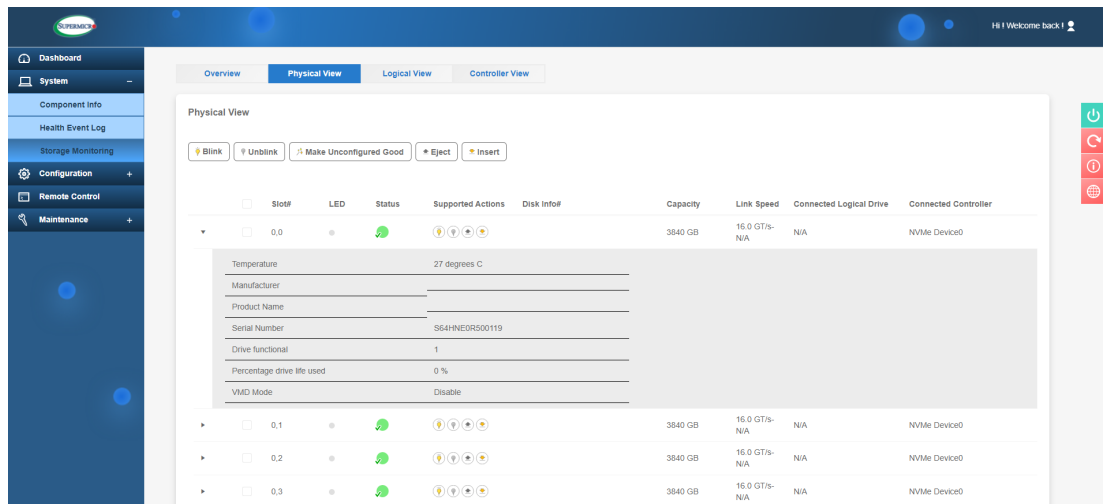 SUPERMICR
Hi ! Welcome back !
Dashboard
System –
Component Info
Health Event Log
Storage Monitoring
Configuration +
Remote Control
Maintenance +
Overview Physical View Logical View Controller View
Physical View
Blink Unblink Make Unconfigured Good Eject Insert
Slot# LED Status Supported Actions Disk Info# Capacity Link Speed Connected Logical Drive Connected Controller
0,0 3840 GB 16.0 GT/s- N/A NVMe Device0
N/A
Temperature 27 degrees C
Manufacturer
Product Name
Serial Number S64HNE0R500119
Drive functional 1
Percentage drive life used 0 %
VMD Mode Disable
0,1 3840 GB 16.0 GT/s- N/A NVMe Device0
N/A
0,2 3840 GB 16.0 GT/s- N/A NVMe Device0
N/A
0,3 3840 GB 16.0 GT/s- N/A NVMe Device0
N/A